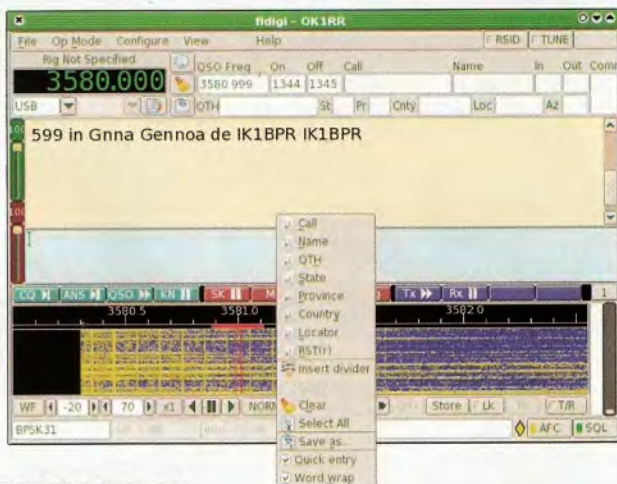 fldigi – OK1RR
File Op Mode Configure View Help RSID TUNE
Rig Not Specified
QSO Freq On Off Call Name In Out
3580.000
3580 999 1344 1345
USB QTH St Pr Cnty Loc Az
100
599 in Gnna Gennoa de IK1BPR IK1BPR
100
Call
Name
QTH
State
Province
Country
Locator
RST(r)
Insert divider
Clear
Select All
Save as...
Quick entry
Word wrap
CQ ANS QSO KN SK Tx Rx 1
3580 5 3581.0 3582 0
WF -20 70 x1 NORM Store Lk T/R
BPSK31 AFC SQL